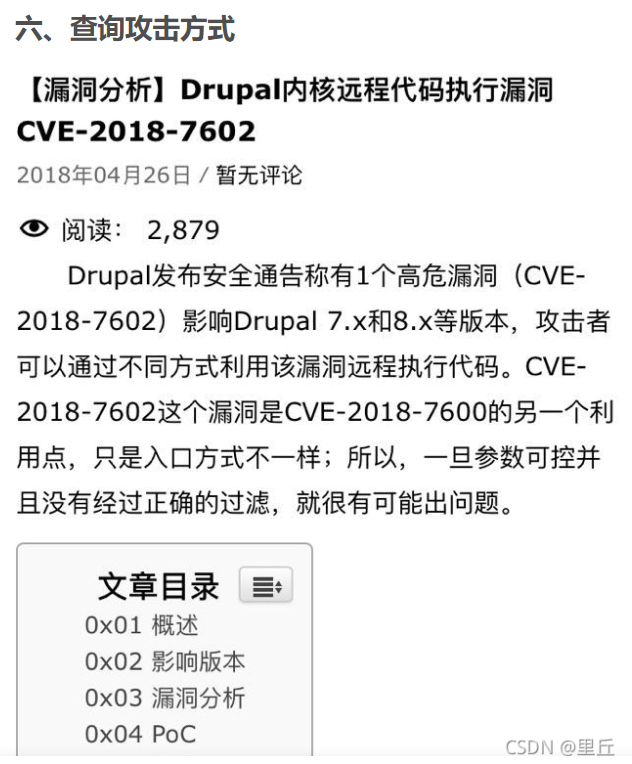 六、查询攻击方式
【漏洞分析】Drupal内核远程代码执行漏洞
CVE-2018-7602
2018年04月26日 / 暂无评论
阅读： 2,879
Drupal发布安全通告称有1个高危漏洞（CVE-
2018-7602）影响Drupal 7.x和8.x等版本，攻击者
可以通过不同方式利用该漏洞远程执行代码。CVE-
2018-7602这个漏洞是CVE-2018-7600的另一个利
用点，只是入口方式不一样；所以，一旦参数可控并
且没有经过正确的过滤，就很有可能出问题。
文章目录
0x01 概述
0x02 影响版本
0x03 漏洞分析
0x04 PoC
CSDN @里丘